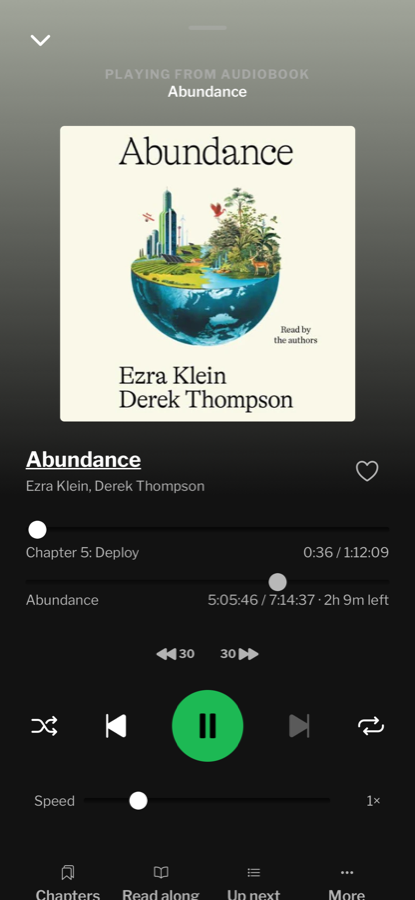 PLAYING FROM AUDIOBOOK
Abundance
Abundance
Read by
the authors
Ezra Klein
Derek Thompson
Abundance
Ezra Klein, Derek Thompson
Chapter 5: Deploy 0:36 / 1:12:09
Abundance 5:05:46 / 7:14:37 · 2h 9m left
30 30
Speed 1×
Chapters Read along Up next More